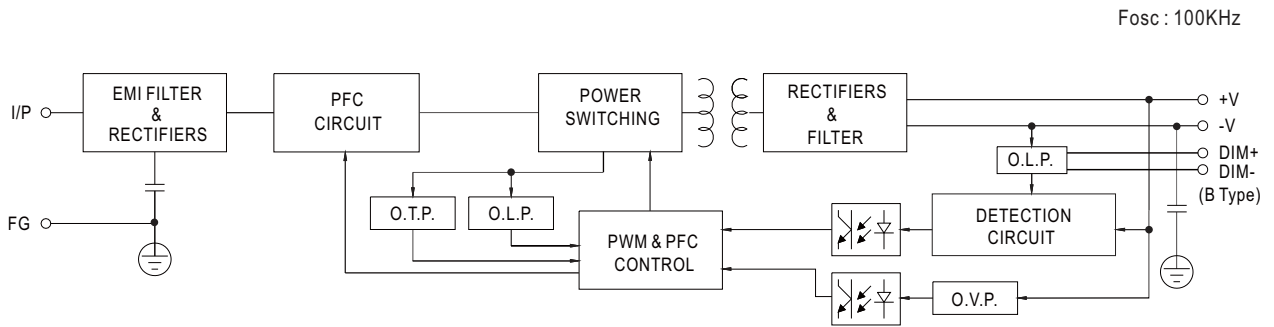 Fosc : 100KHz
I/P
EMI FILTER
&
RECTIFIERS
PFC
CIRCUIT
POWER
SWITCHING
RECTIFIERS
&
FILTER
+V
-V
DIM+
DIM-
(B Type)
O.L.P.
FG
O.T.P.
O.L.P.
PWM & PFC
CONTROL
DETECTION
CIRCUIT
O.V.P.